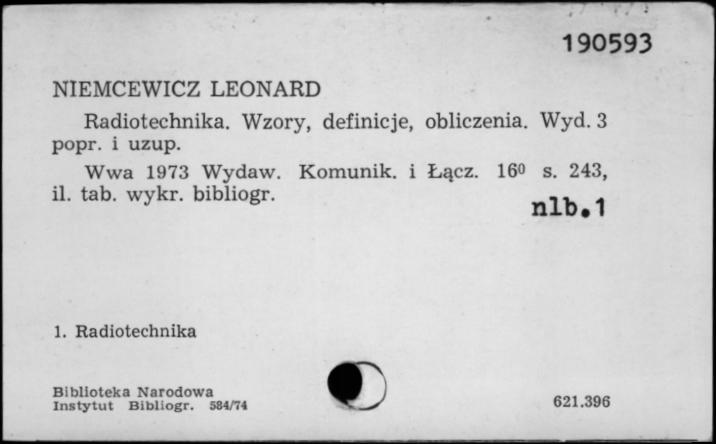 190593
NIEMCEWICZ LEONARD
Radiotechnika. Wzory, definicje, obliczenia. Wyd. 3
popr. i uzup.
Wwa 1973 Wydaw. Komunik. i Łącz. 16⁰ s. 243,
il. tab. wykr. bibliogr.
nlb.1
1. Radiotechnika
Biblioteka Narodowa
Instytut Bibliogr. 584/74
621.396